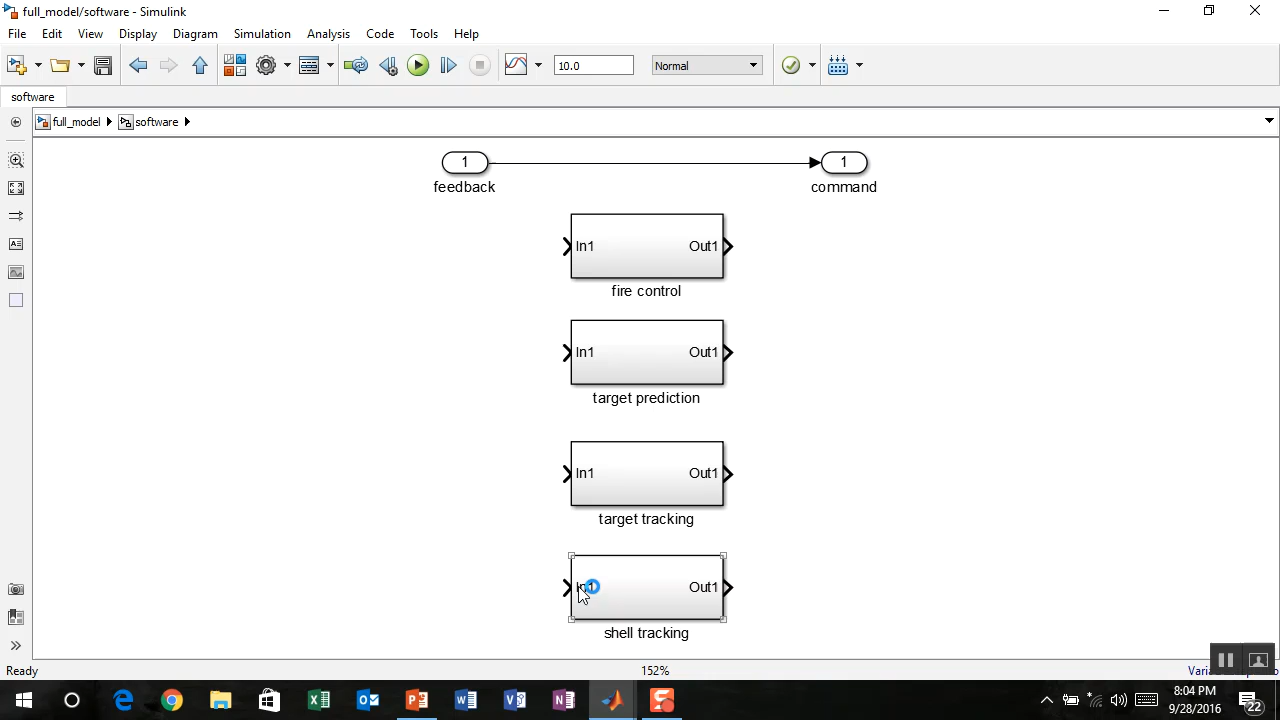 full_model/software - Simulink
File Edit View Display Diagram Simulation Analysis Code Tools Help
10.0 Normal
software
full_model software
1 1
feedback command
In1 Out1
fire control
In1 Out1
target prediction
In1 Out1
target tracking
Out1
shell tracking
Ready 152%
8:04 PM
9/28/2016
22